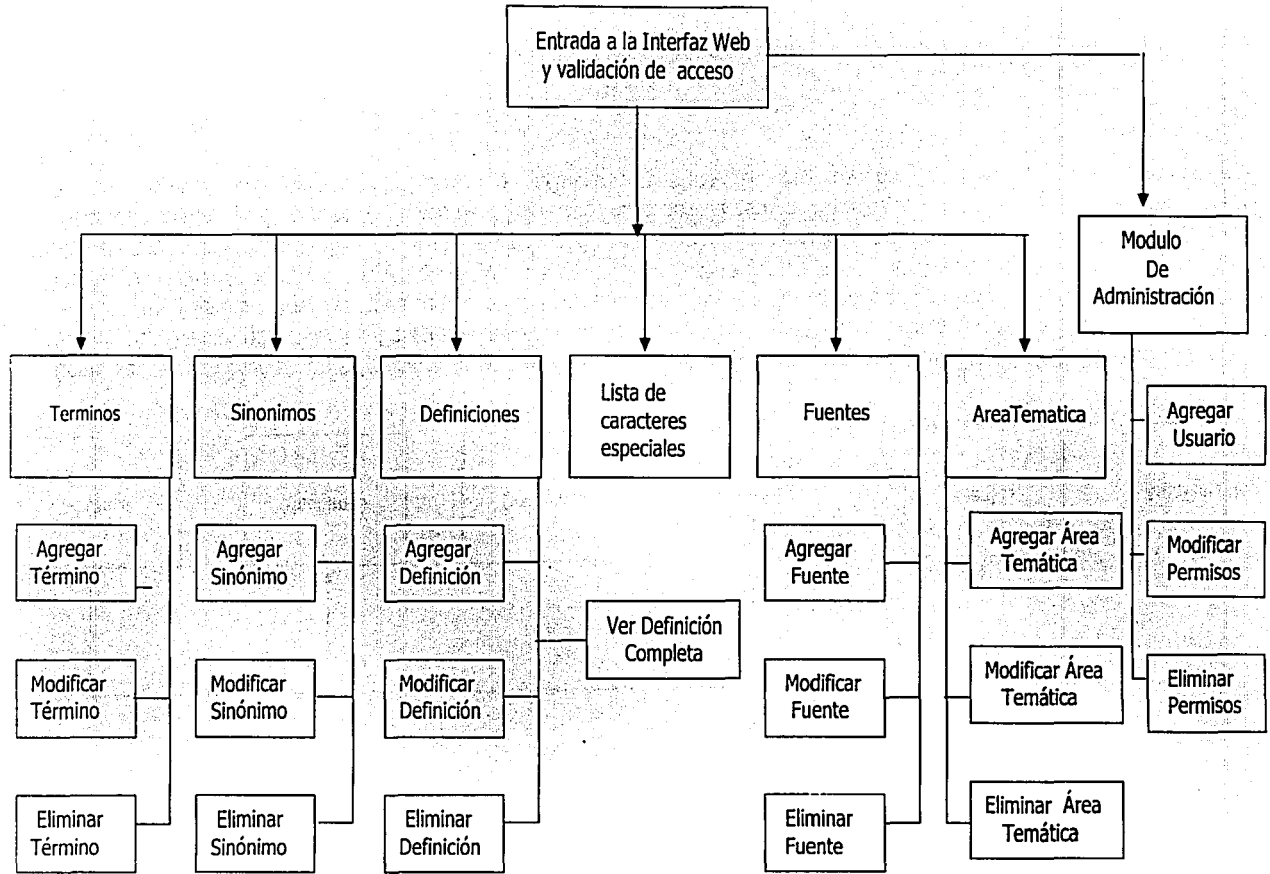 Entrada a la Interfaz Web
y validación de acceso
Modulo
De
Administración
Terminos
Sinonimos
Definiciones
Lista de
caracteres
especiales
Fuentes
AreaTematica
Agregar
Usuario
Agregar
Término
Agregar
Sinónimo
Agregar
Definición
Agregar
Fuente
Agregar Área
Temática
Modificar
Permisos
Ver Definición
Completa
Modificar
Término
Modificar
Sinónimo
Modificar
Definición
Modificar
Fuente
Modificar Área
Temática
Eliminar
Permisos
Eliminar
Término
Eliminar
Sinónimo
Eliminar
Definición
Eliminar
Fuente
Eliminar Área
Temática